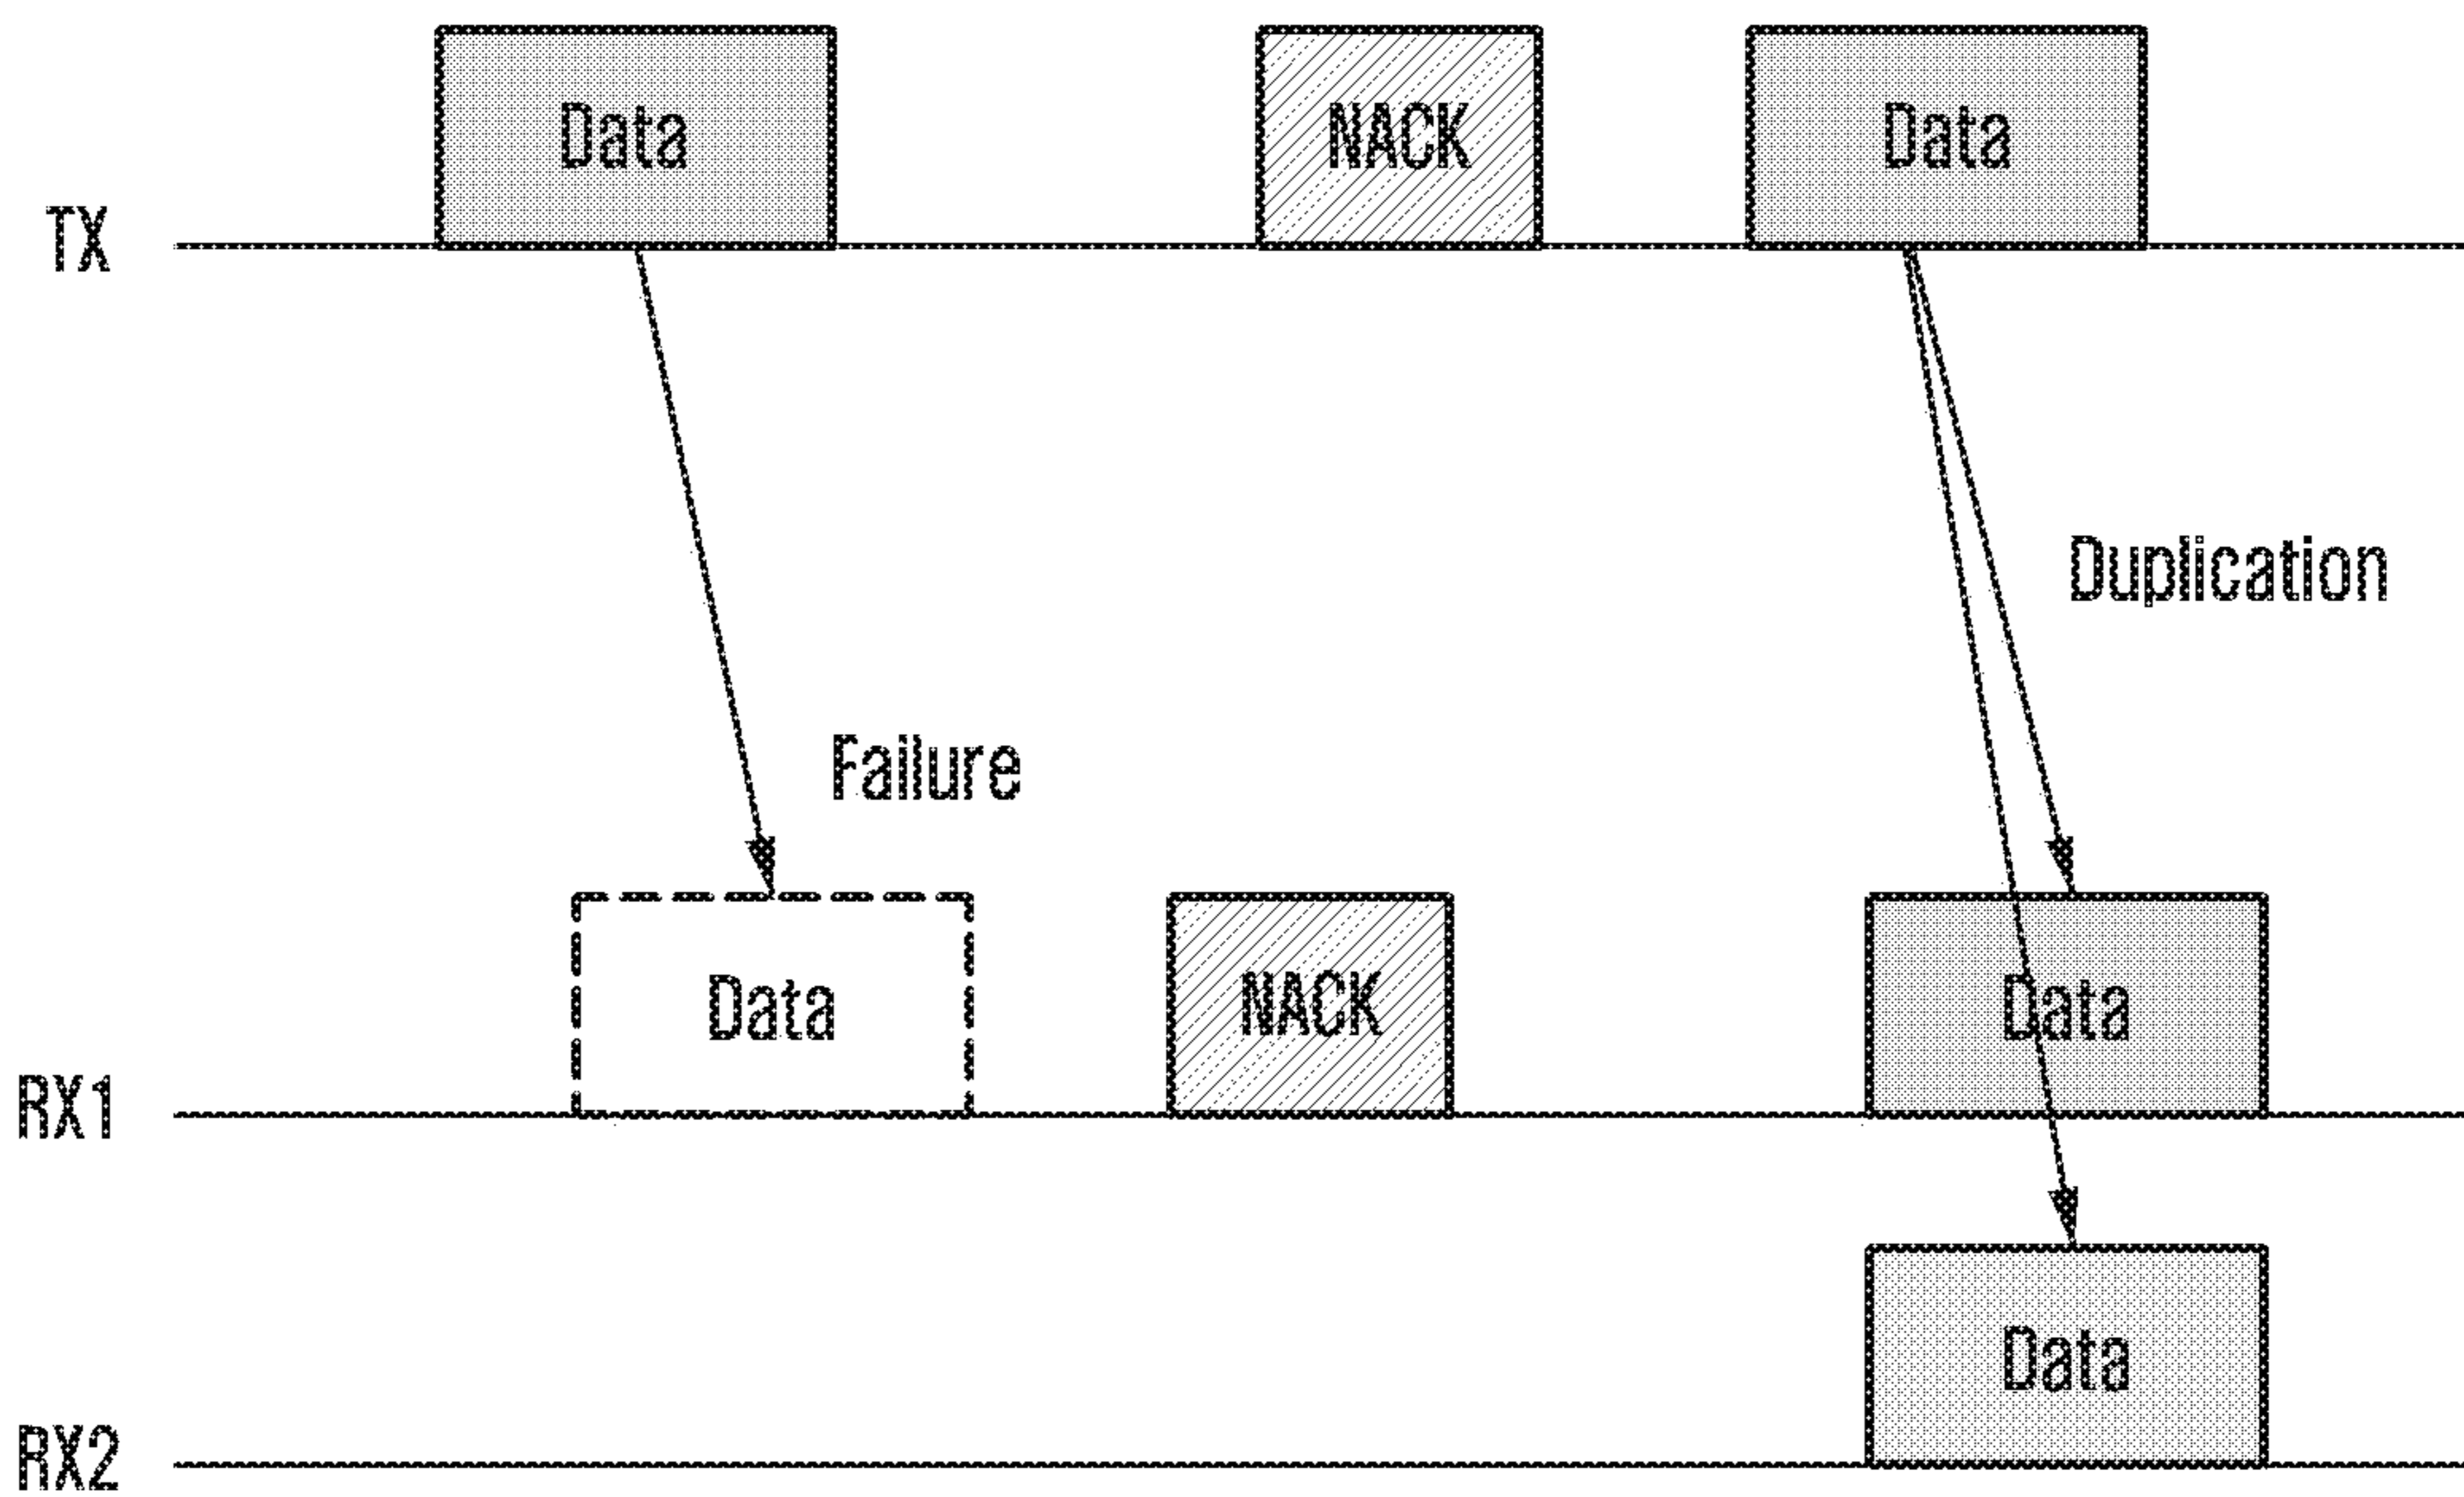 Data
NACK
Data
TX
Duplication
Failure
Data
NACK
Data
RX1
Data
RX2